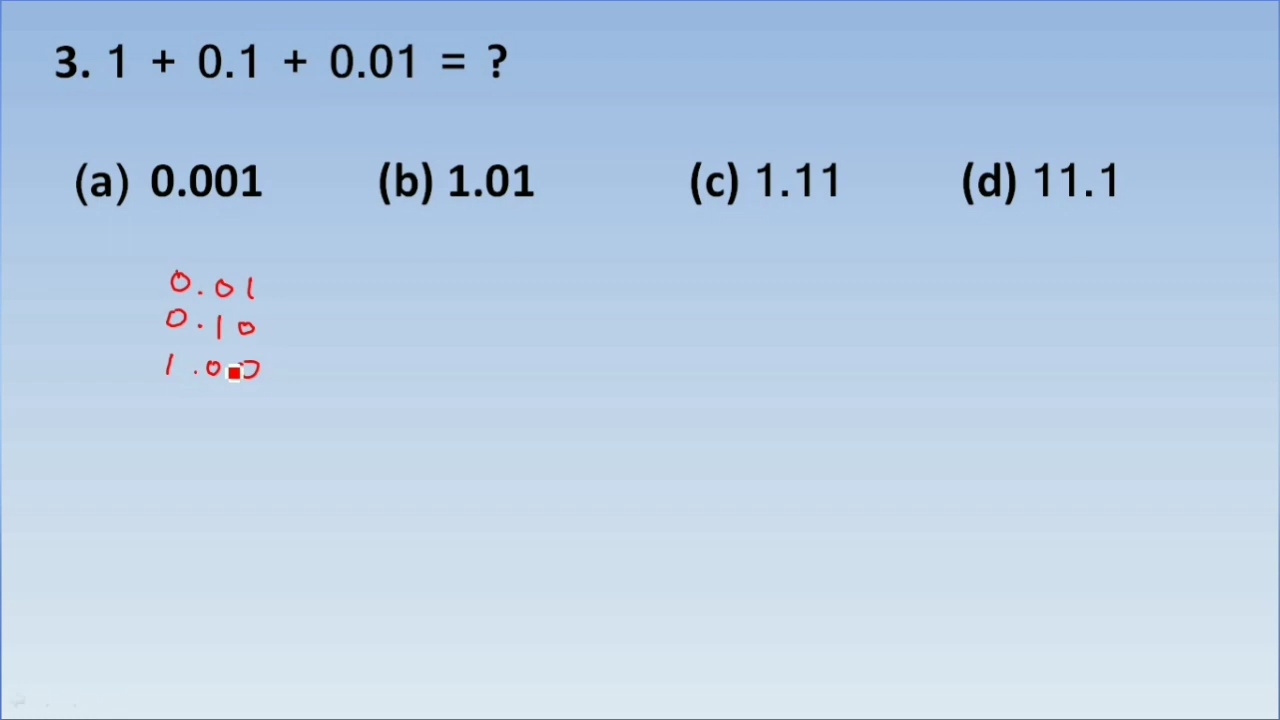 3. 1 + 0.1 + 0.01 = ?
(a) 0.001 (b) 1.01 (c) 1.11 (d) 11.1
0.01
0.10
1.00